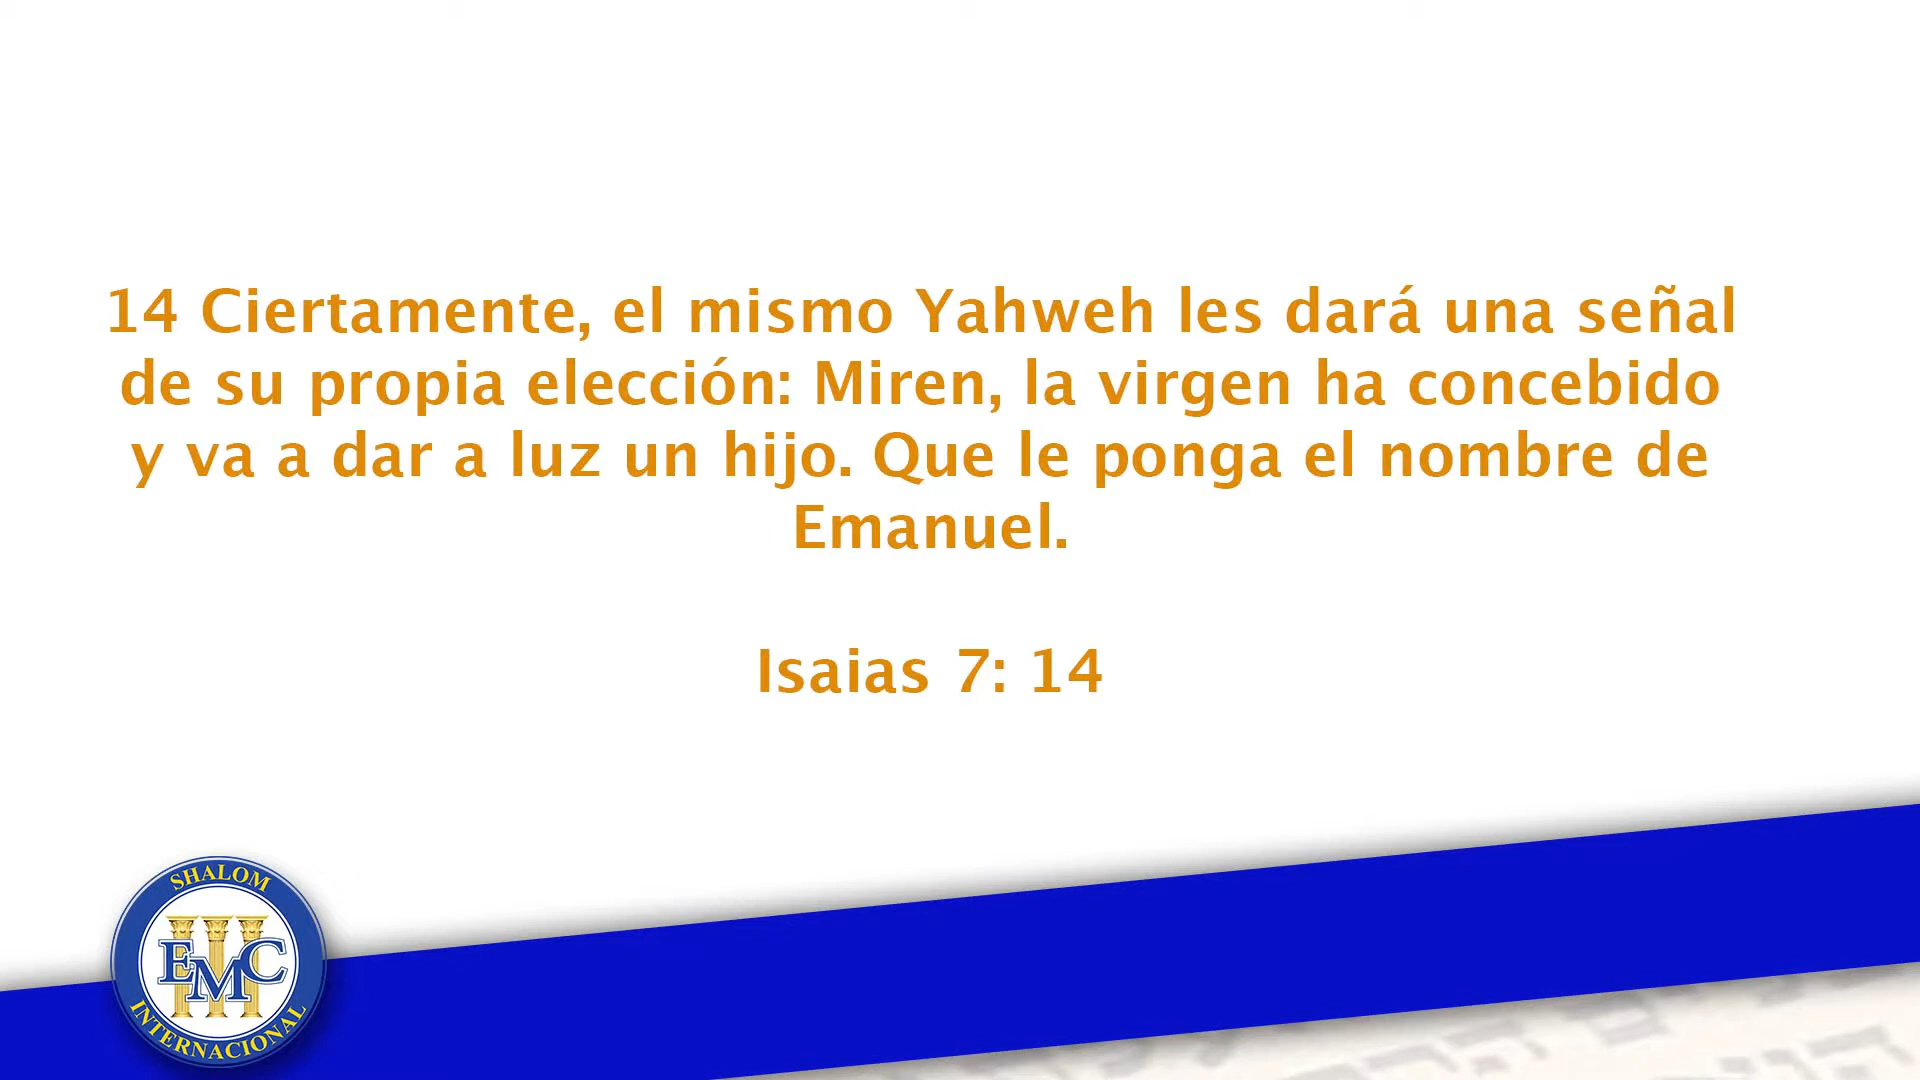 14 Ciertamente, el mismo Yahweh les dará una señal
de su propia elección: Miren, la virgen ha concebido
y va a dar a luz un hijo. Que le ponga el nombre de
Emanuel.
Isaias 7: 14
SHALOM
EMC
INTERNACIONAL